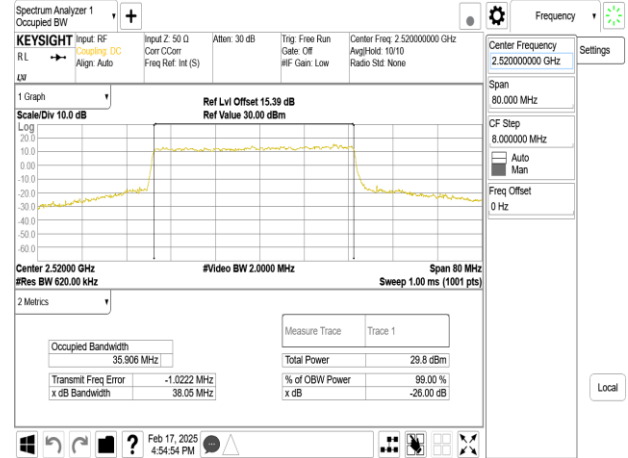 Spectrum Analyzer 1
Occupied BW
Frequency
KEYSIGHT
RL
Input: RF
Coupling: DC
Align: Auto
Input Z: 50 Ω
Corr CCorr
Freq Ref: Int (S)
Atten: 30 dB
Trig: Free Run
Gate: Off
#IF Gain: Low
Center Freq: 2.520000000 GHz
Avg|Hold: 10/10
Radio Std: None
LXI
1 Graph
Scale/Div 10.0 dB
Ref Lvl Offset 15.39 dB
Ref Value 30.00 dBm
Log
20.0
10.0
0.00
-10.0
-20.0
-30.0
-40.0
-50.0
-60.0
Center 2.52000 GHz
#Res BW 620.00 kHz
#Video BW 2.0000 MHz
Span 80 MHz
Sweep 1.00 ms (1001 pts)
2 Metrics
Occupied Bandwidth
35.906 MHz
Transmit Freq Error -1.0222 MHz
x dB Bandwidth 38.05 MHz
Measure Trace Trace 1
Total Power 29.8 dBm
% of OBW Power 99.00 %
x dB -26.00 dB
Feb 17, 2025
4:54:54 PM
Center Frequency
2.520000000 GHz
Span
80.000 MHz
CF Step
8.000000 MHz
Auto
Man
Freq Offset
0 Hz
Settings
Local